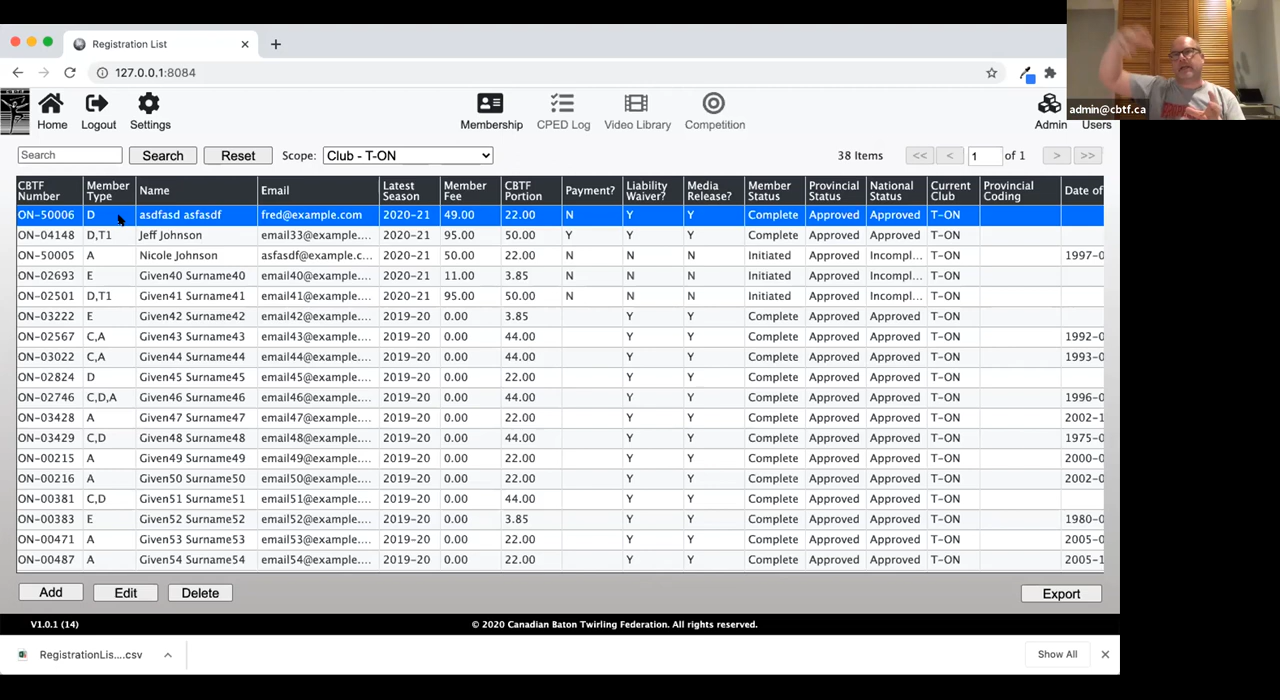 Registration List
127.0.0.1:8084
admin@cbtf.ca
Home Logout Settings Membership CPED Log Video Library Competition Admin Users
Search Search Reset Scope: Club - T-ON 38 Items << < 1 of 1 > >>
CBTF Number Member Type Name Email Latest Season Member Fee CBTF Portion Payment? Liability Waiver? Media Release? Member Status Provincial Status National Status Current Club Provincial Coding Date of
ON-50006 D asdfasd asfasdf fred@example.com 2020-21 49.00 22.00 N Y Y Complete Approved Approved T-ON
ON-04148 D,T1 Jeff Johnson email33@example.... 2020-21 95.00 50.00 Y Y Y Complete Approved Approved T-ON
ON-50005 A Nicole Johnson asfasdf@example.c... 2020-21 50.00 22.00 N N N Initiated Approved Incompl... T-ON 1997-0
ON-02693 E Given40 Surname40 email40@example.... 2020-21 11.00 3.85 N N N Initiated Approved Incompl... T-ON
ON-02501 D,T1 Given41 Surname41 email41@example.... 2020-21 95.00 50.00 N N N Initiated Approved Incompl... T-ON
ON-03222 E Given42 Surname42 email42@example.... 2019-20 0.00 3.85 Y Y Complete Approved Approved T-ON
ON-02567 C,A Given43 Surname43 email43@example.... 2019-20 0.00 44.00 Y Y Complete Approved Approved T-ON 1992-0
ON-03022 C,A Given44 Surname44 email44@example.... 2019-20 0.00 44.00 Y Y Complete Approved Approved T-ON 1993-0
ON-02824 D Given45 Surname45 email45@example.... 2019-20 0.00 22.00 Y Y Complete Approved Approved T-ON
ON-02746 C,D,A Given46 Surname46 email46@example.... 2019-20 0.00 44.00 Y Y Complete Approved Approved T-ON 1996-0
ON-03428 A Given47 Surname47 email47@example.... 2019-20 0.00 22.00 Y Y Complete Approved Approved T-ON 2002-1
ON-03429 C,D Given48 Surname48 email48@example.... 2019-20 0.00 44.00 Y Y Complete Approved Approved T-ON 1975-0
ON-00215 A Given49 Surname49 email49@example.... 2019-20 0.00 22.00 Y Y Complete Approved Approved T-ON 2000-0
ON-00216 A Given50 Surname50 email50@example.... 2019-20 0.00 22.00 Y Y Complete Approved Approved T-ON 2002-0
ON-00381 C,D Given51 Surname51 email51@example.... 2019-20 0.00 44.00 Y Y Complete Approved Approved T-ON
ON-00383 E Given52 Surname52 email52@example.... 2019-20 0.00 3.85 Y Y Complete Approved Approved T-ON 1980-0
ON-00471 A Given53 Surname53 email53@example.... 2019-20 0.00 22.00 Y Y Complete Approved Approved T-ON 2005-0
ON-00487 A Given54 Surname54 email54@example.... 2019-20 0.00 22.00 Y Y Complete Approved Approved T-ON 2005-1
Add Edit Delete Export
V1.0.1 (14) © 2020 Canadian Baton Twirling Federation. All rights reserved.
RegistrationLis....csv Show All